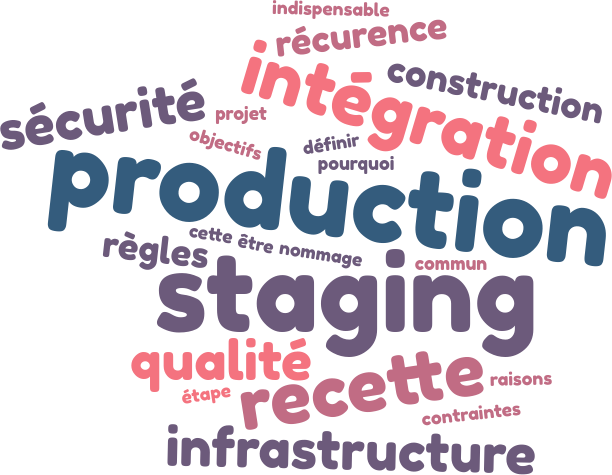 indispensable
récurence
intégration
construction
sécurité
projet
objectifs
définir
pourquoi
production
cette être nommage
règles
commun
staging
qualité
recette
raisons
étape
contraintes
infrastructure